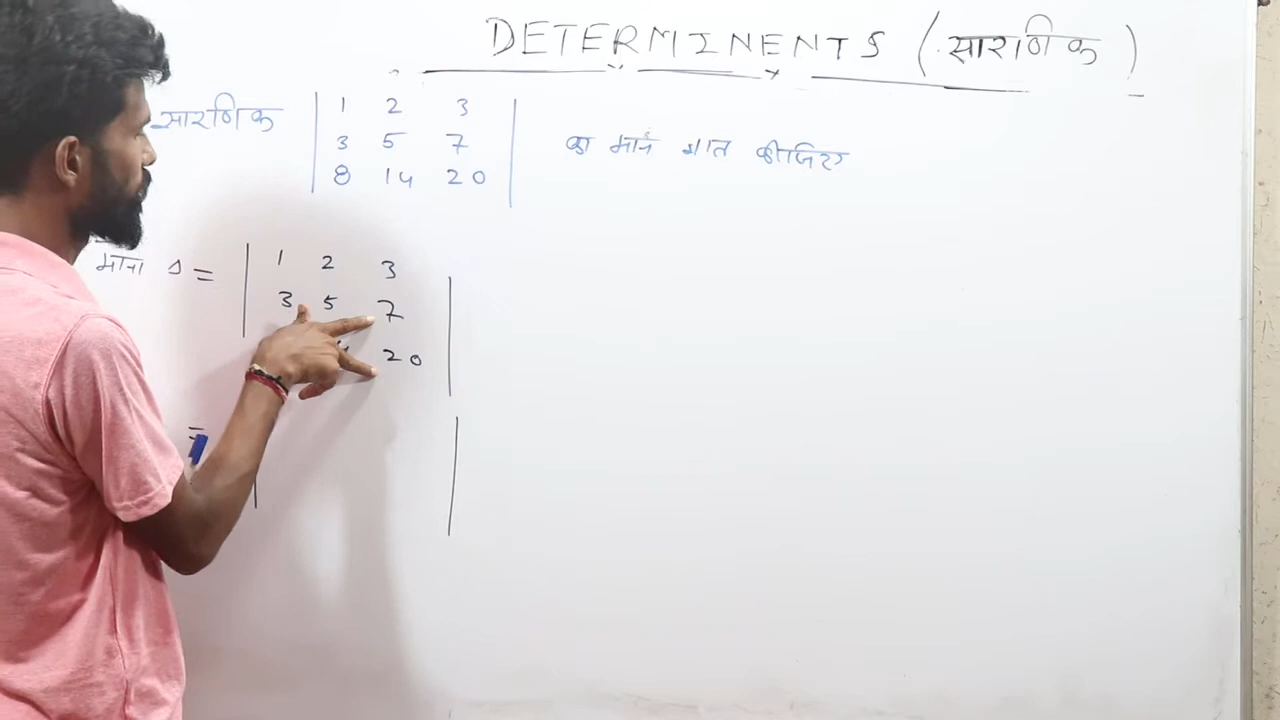 DETERMINENTS (सारणिक)
सारणिक | 1 2 3 | का मान ज्ञात कीजिए
| 3 5 7 |
| 8 14 20 |
माना Δ = | 1 2 3 |
| 3 5 7 |
20 |
= | |